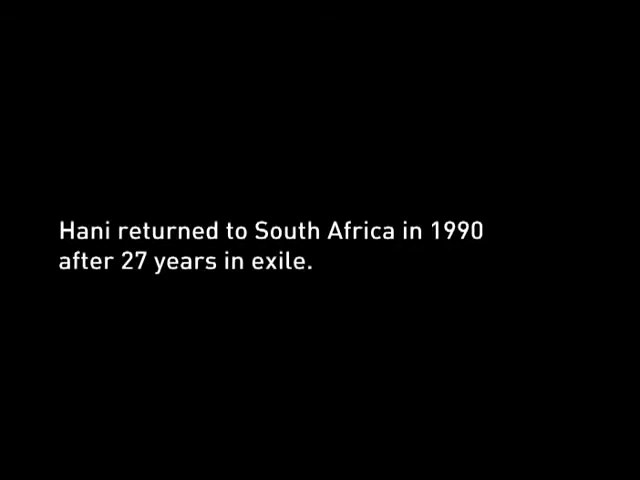 Hani returned to South Africa in 1990
after 27 years in exile.